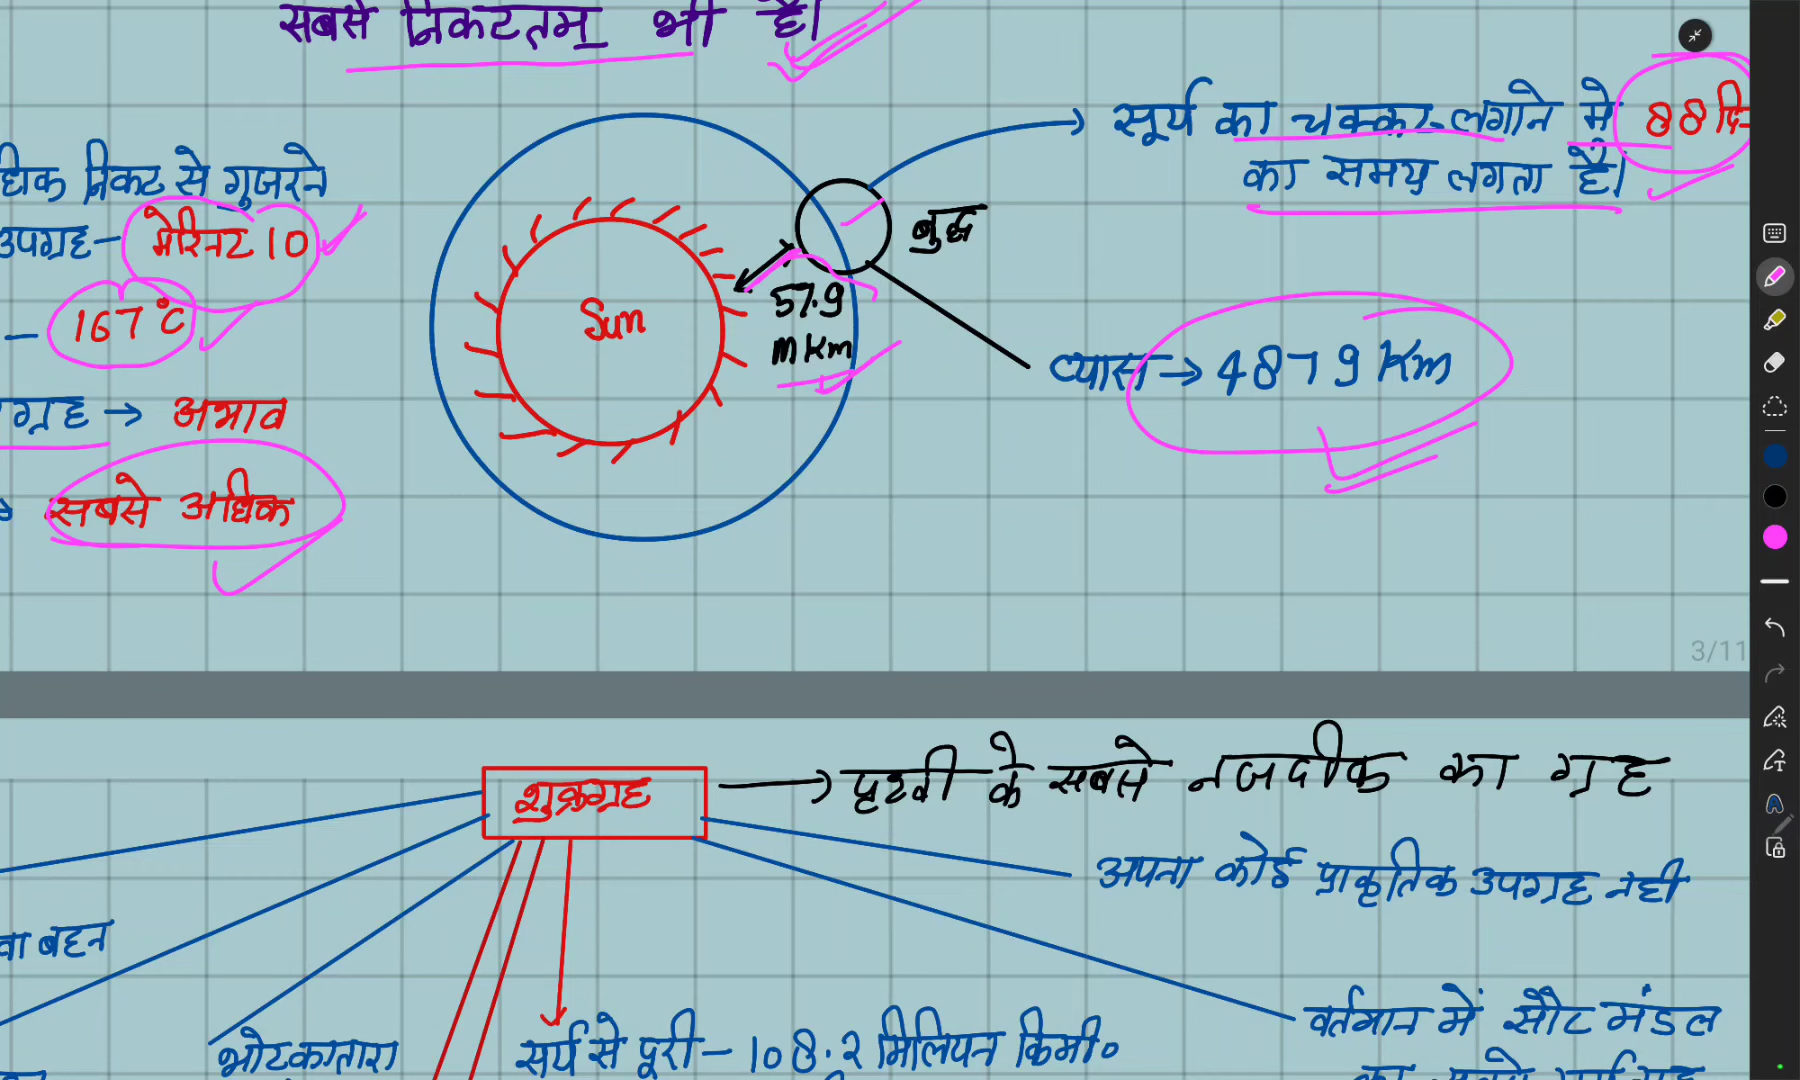 सबसे निकटतम भी है।
सूर्य का चक्कर लगाने में 88 दि
का समय लगता है।
धिक निकट से गुजरने
उपग्रह- मेरिनट 10
- 167°C
ग्रह → अभाव
सबसे अधिक
Sun
बुद्ध
57.9
m Km
व्यास → 4879 Km
3/11
शुक्रग्रह
पृथ्वी के सबसे नजदीक का ग्रह
अपना कोई प्राकृतिक उपग्रह नही
वा बहन
वर्तमान में सौर मंडल
भोर का तारा
सूर्य से दूरी - 108.2 मिलियन किमी०